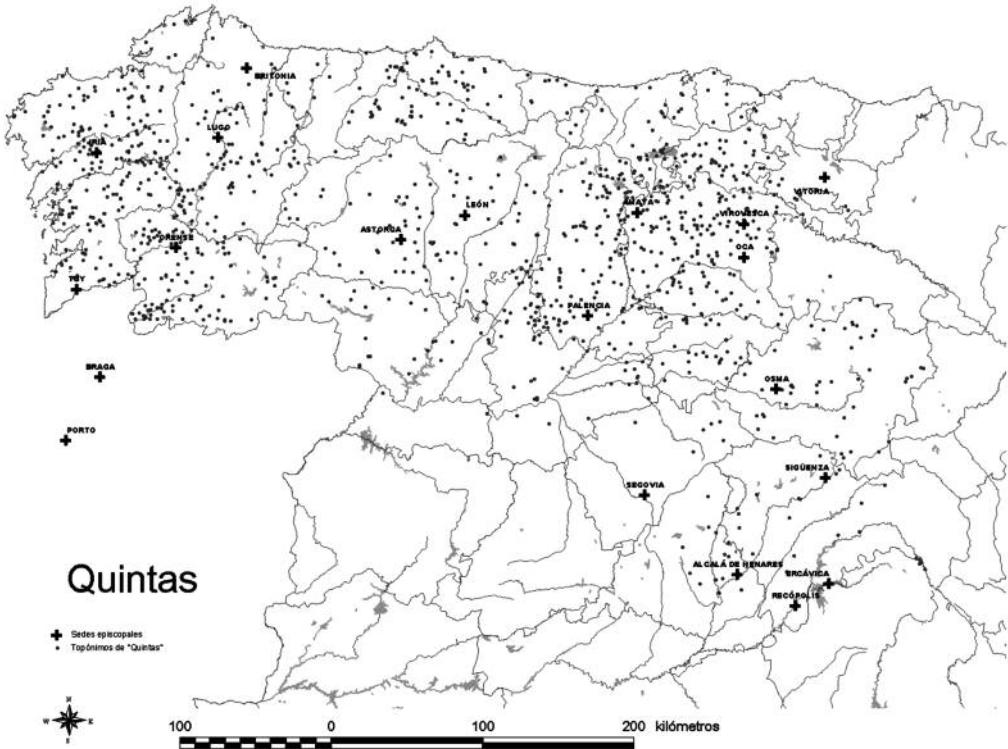 BRITONIA
LUGO
IRIA
VITORIA
LEÓN
AMAYA
VIROVESCA
ASTORGA
ORENSE
OCA
TUY
PALENCIA
BRAGA
OSMA
PORTO
SIGÜENZA
SEGOVIA
ALCALÁ DE HENARES
ERCÁVICA
RECÓPOLIS
Quintas
Sedes episcopales
Topónimos de "Quintas"
N
W E
S
100 0 100 200 kilómetros